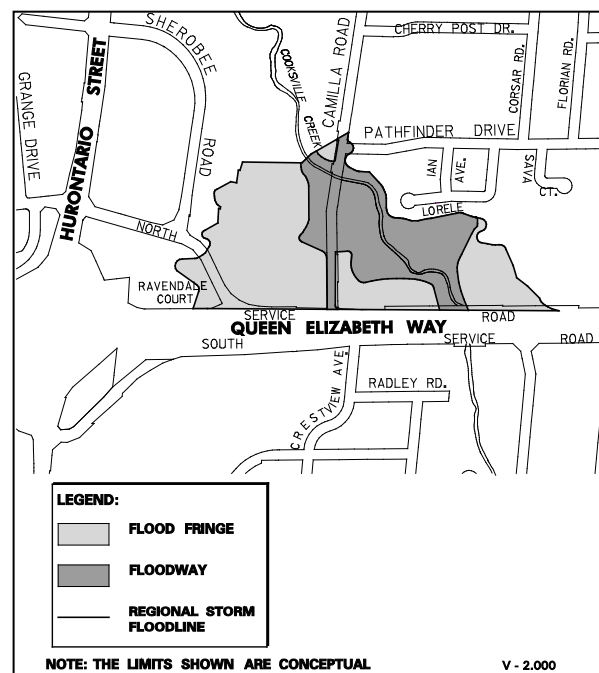 SHEROBEE
ROAD
COOKSVILLE
CREEK
CAMILLA ROAD
CHERRY POST DR.
CORSAR RD.
FLORIAN RD.
GRANGE DRIVE
HURONTARIO STREET
PATHFINDER DRIVE
IAN
AVE.
SAVA
CT.
LORELE
NORTH
RAVENDALE
COURT
SERVICE
ROAD
QUEEN ELIZABETH WAY
SOUTH
SERVICE
ROAD
CRESTVIEW AVE.
RADLEY RD.
LEGEND:
FLOOD FRINGE
FLOODWAY
REGIONAL STORM
FLOODLINE
NOTE: THE LIMITS SHOWN ARE CONCEPTUAL
V - 2.000